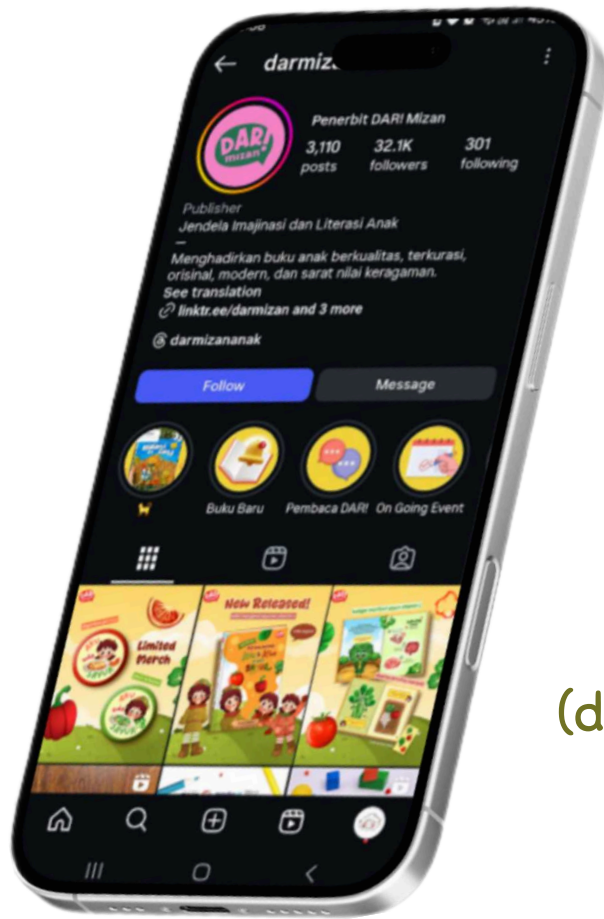 darmiz
Penerbit DAR! Mizan
DAR!
mizan
3,110 32.1K 301
posts followers following
Publisher
Jendela Imajinasi dan Literasi Anak
—
Menghadirkan buku anak berkualitas, terkurasi,
orisinal, modern, dan sarat nilai keragaman.
See translation
linktr.ee/darmizan and 3 more
darmizananak
Follow Message
Buku Baru Pembaca DAR! On Going Event
Limited
Merch
New Released!
(d